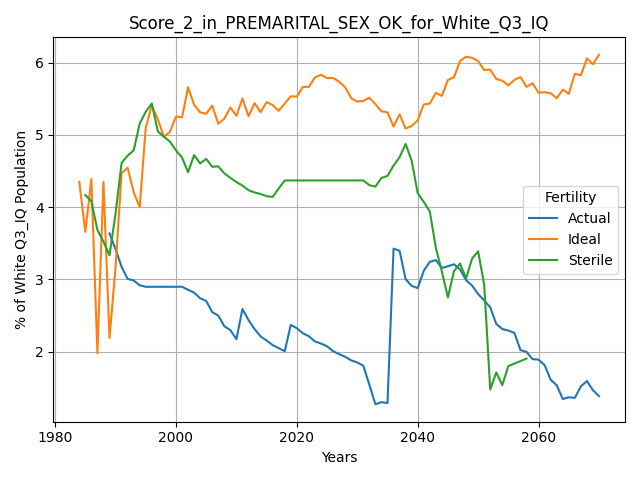 Score_2_in_PREMARITAL_SEX_OK_for_White_Q3_IQ
% of White Q3_IQ Population
6
5
4
3
2
Fertility
Actual
Ideal
Sterile
1980 2000 2020 2040 2060
Years